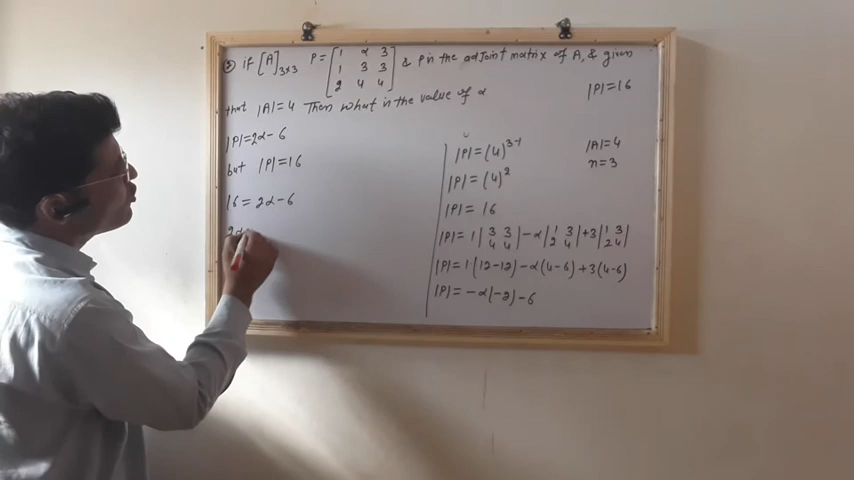 ③ if [A]₃ₓ₃ P = [1 α 3
1 3 3
2 4 4] & P is the adjoint matrix of A, & given
that |A|=4 Then what is the value of α
|P|=16
|P|=2α-6
but |P|=16
16 = 2α-6
2α
|P|=(4)³⁻¹
|P|=(4)²
|P|= 16
|P|= 1|3 3 / 4 4| -α|1 3 / 2 4| +3|1 3 / 2 4|
|P|= 1·(12-12)-α(4-6)+3(4-6)
|P|= -α(-2)-6
|A|=4
n=3